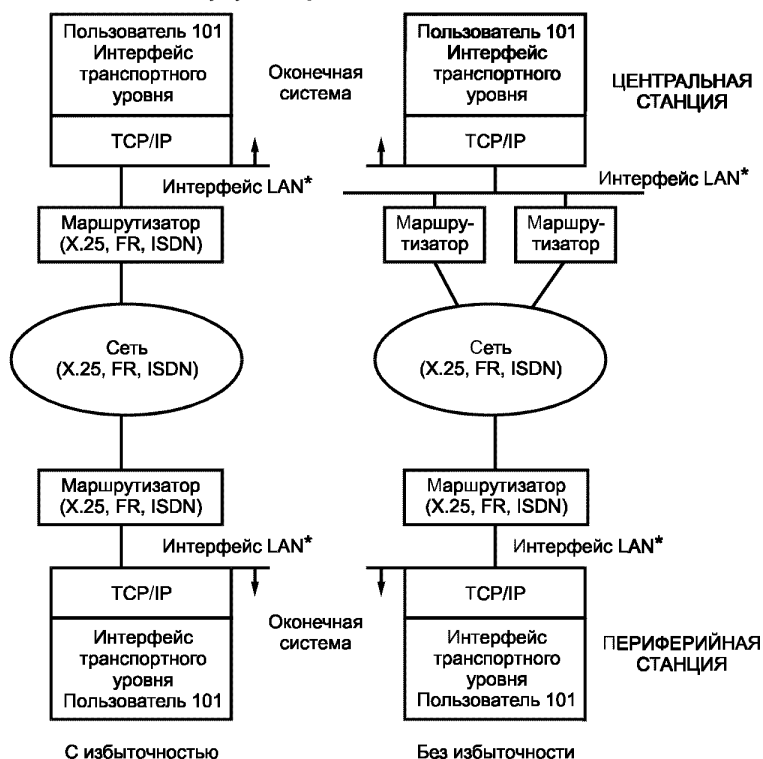 Пользователь 101
Интерфейс
транспортного
уровня
TCP/IP
Оконечная
система
Пользователь 101
Интерфейс
транспортного
уровня
TCP/IP
ЦЕНТРАЛЬНАЯ
СТАНЦИЯ
Интерфейс LAN*
Интерфейс LAN*
Маршрутизатор
(X.25, FR, ISDN)
Маршру-
тизатор
Маршру-
тизатор
Сеть
(X.25, FR, ISDN)
Сеть
(X.25, FR, ISDN)
Маршрутизатор
(X.25, FR, ISDN)
Маршрутизатор
(X.25, FR, ISDN)
Интерфейс LAN*
Интерфейс LAN*
TCP/IP
Интерфейс
транспортного
уровня
Пользователь 101
Оконечная
система
TCP/IP
Интерфейс
транспортного
уровня
Пользователь 101
ПЕРИФЕРИЙНАЯ
СТАНЦИЯ
С избыточностью
Без избыточности